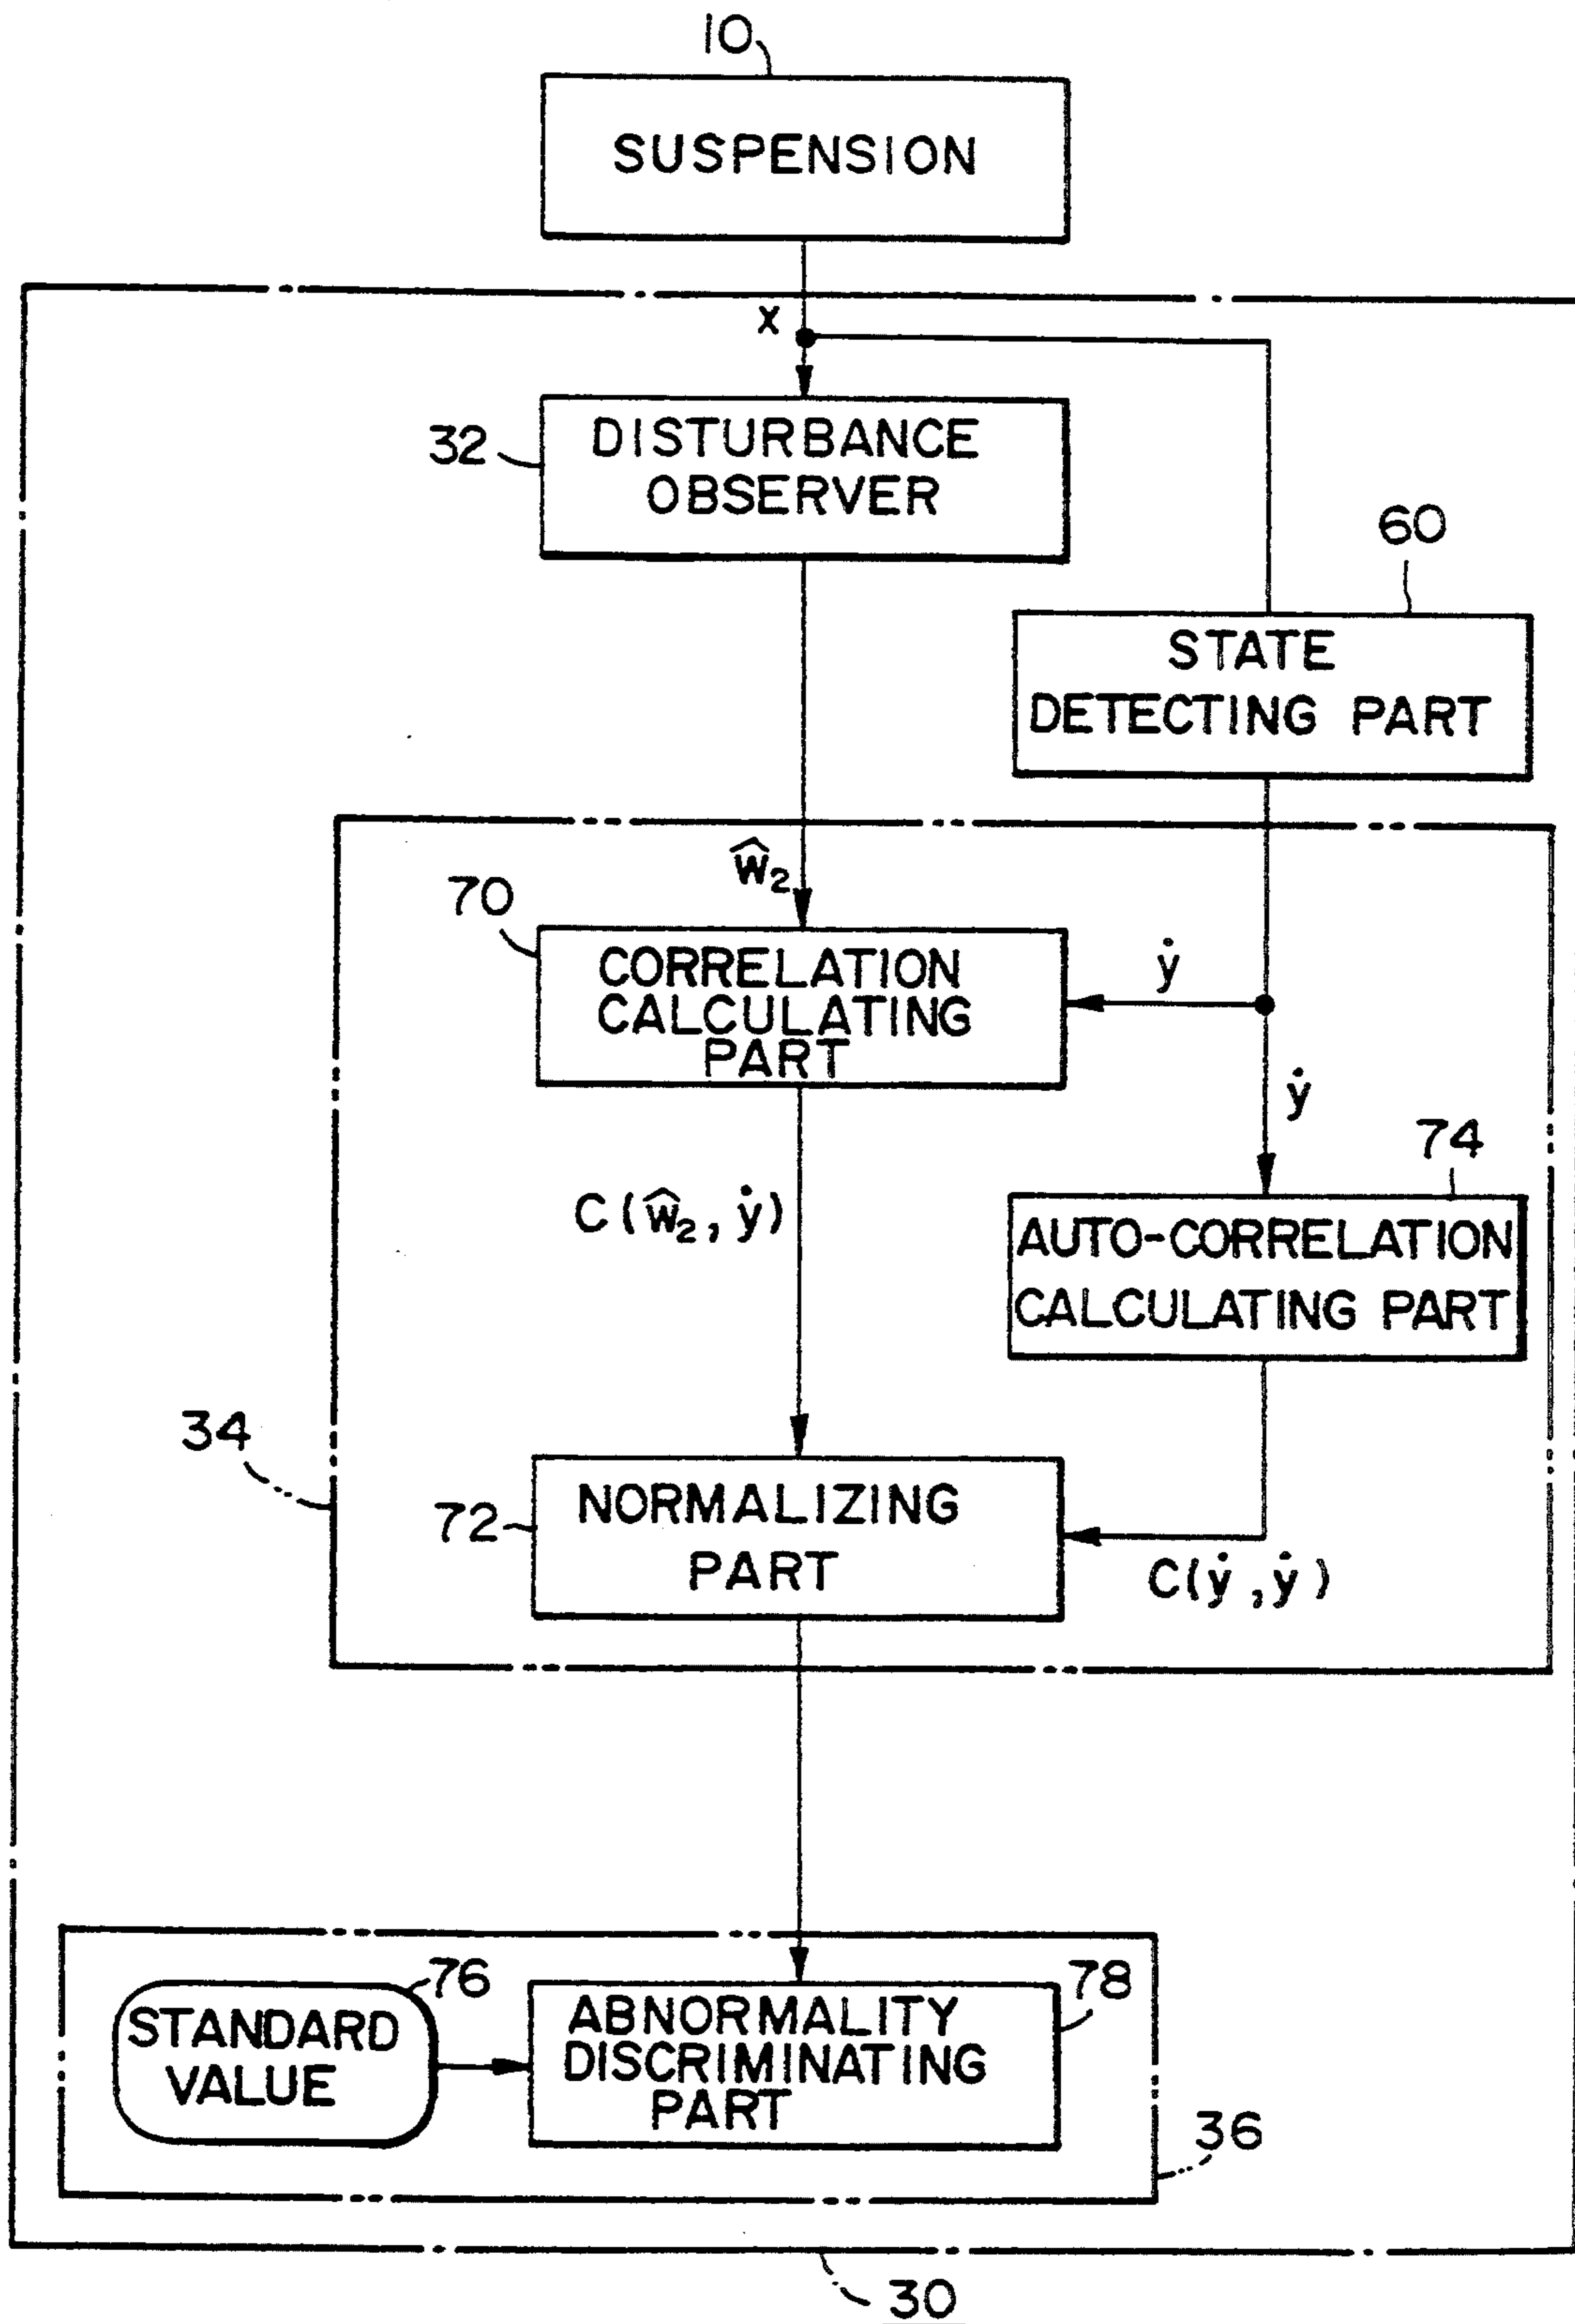 10
SUSPENSION
x
32
DISTURBANCE
OBSERVER
60
STATE
DETECTING PART
ŵ₂
70
CORRELATION
CALCULATING
PART
ẏ
ẏ
74
C(ŵ₂, ẏ)
AUTO-CORRELATION
CALCULATING PART
34
72
NORMALIZING
PART
C(ẏ, ẏ)
76
STANDARD
VALUE
78
ABNORMALITY
DISCRIMINATING
PART
36
30